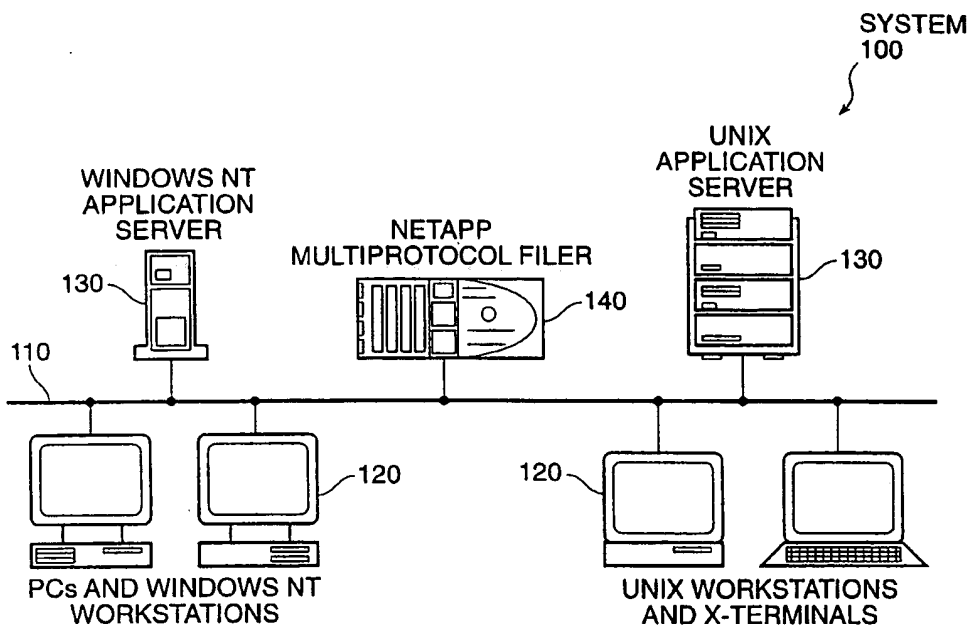 SYSTEM
100
WINDOWS NT
APPLICATION
SERVER
130
NETAPP
MULTIPROTOCOL FILER
140
UNIX
APPLICATION
SERVER
130
110
120
120
PCs AND WINDOWS NT
WORKSTATIONS
UNIX WORKSTATIONS
AND X-TERMINALS